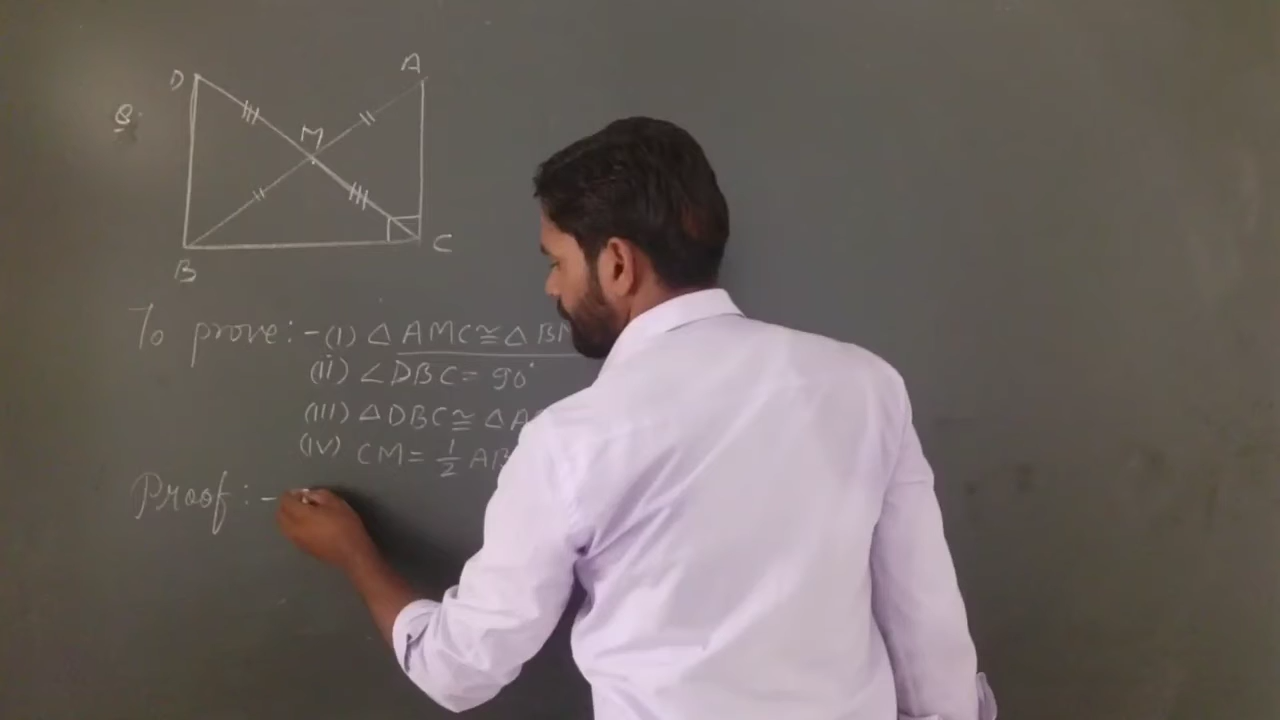 D
A
Q.
M
B
C
To prove:- (i) △AMC ≅ △BM
(ii) ∠DBC = 90°
(iii) △DBC ≅ △A
(iv) CM = 1/2 AB
Proof:-